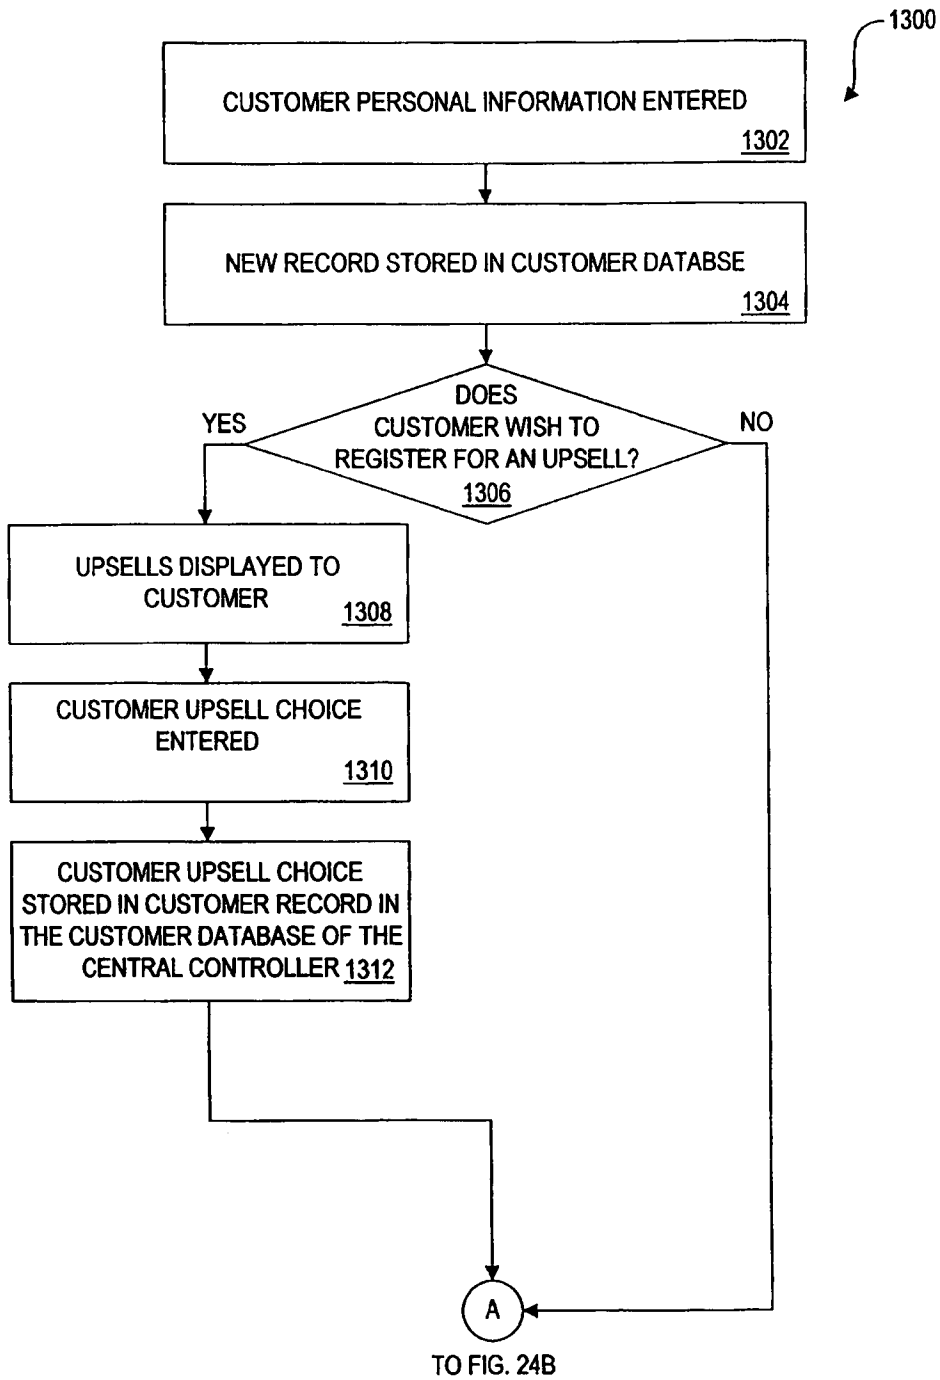 1300
CUSTOMER PERSONAL INFORMATION ENTERED
1302
NEW RECORD STORED IN CUSTOMER DATABSE
1304
DOES
CUSTOMER WISH TO
REGISTER FOR AN UPSELL?
1306
YES
NO
UPSELLS DISPLAYED TO
CUSTOMER
1308
CUSTOMER UPSELL CHOICE
ENTERED
1310
CUSTOMER UPSELL CHOICE
STORED IN CUSTOMER RECORD IN
THE CUSTOMER DATABASE OF THE
CENTRAL CONTROLLER 1312
A
TO FIG. 24B